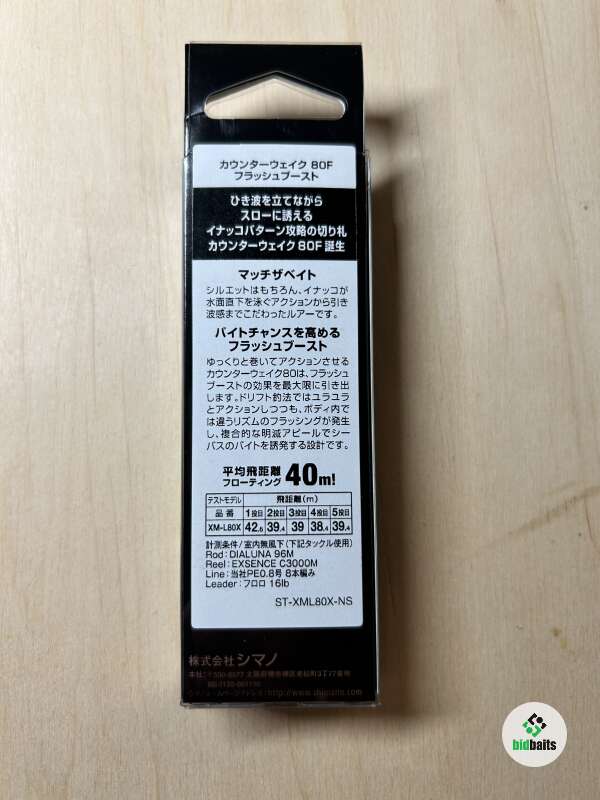 カウンターウェイク 80F
フラッシュブースト
ひき波を立てながら
スローに誘える
イナッコパターン攻略の切り札
カウンターウェイク80F誕生
マッチザベイト
シルエットはもちろん、イナッコが
水面直下を泳ぐアクションから引き
波感までこだわったルアーです。
バイトチャンスを高める
フラッシュブースト
ゆっくりと巻いてアクションさせる
カウンターウェイク80は、フラッシュ
ブーストの効果を最大限に引き出
します。ドリフト釣法ではユラユラ
とアクションしつつも、ボディ内で
は違うリズムのフラッシングが発生
し、複合的な明滅アピールでシー
バスのバイトを誘発する設計です。
平均飛距離
フローティング 40m!
テストモデル 飛距離(m)
品番 1投目 2投目 3投目 4投目 5投目
XM-L80X 42.6 39.4 39 38.4 39.4
計測条件/室内無風下(下記タックル使用)
Rod:DIALUNA 96M
Reel:EXSENCE C3000M
Line:当社PE0.8号 8本編み
Leader:フロロ 16lb
ST-XML80X-NS
株式会社シマノ
bidbaits